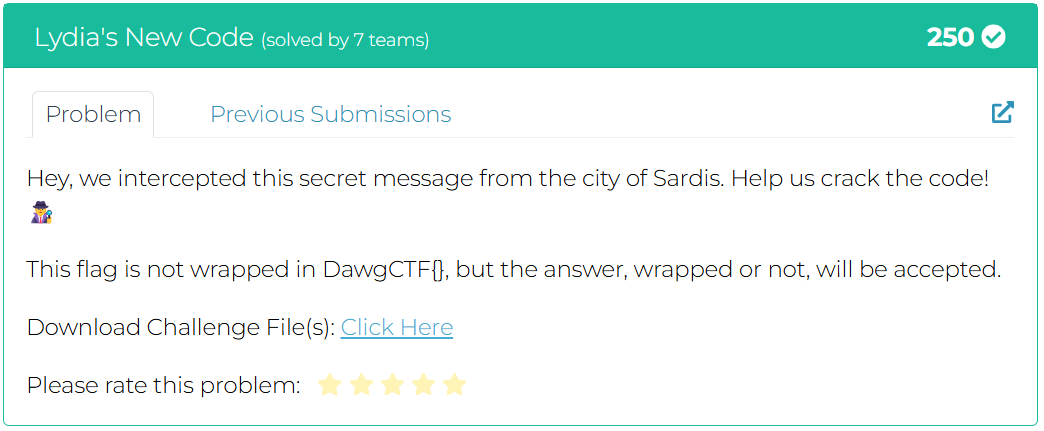 Lydia's New Code (solved by 7 teams) 250
Problem Previous Submissions
Hey, we intercepted this secret message from the city of Sardis. Help us crack the code!
🕵️
This flag is not wrapped in DawgCTF{}, but the answer, wrapped or not, will be accepted.
Download Challenge File(s): Click Here
Please rate this problem: